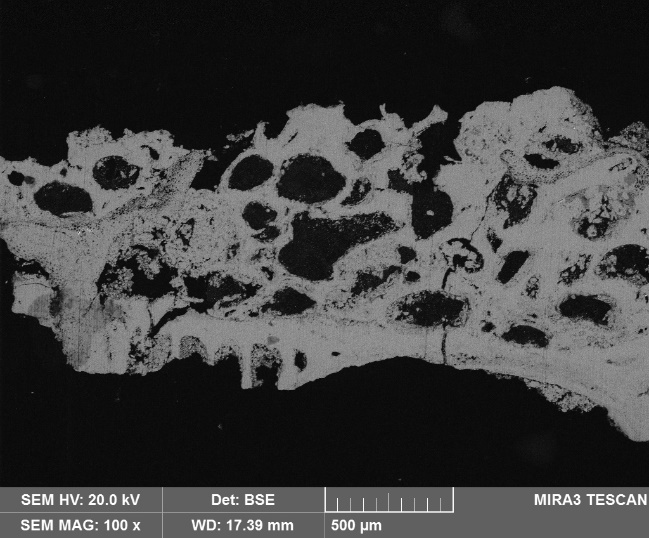 SEM HV: 20.0 kV
Det: BSE
MIRA3 TESCAN
SEM MAG: 100 x
WD: 17.39 mm
500 µm